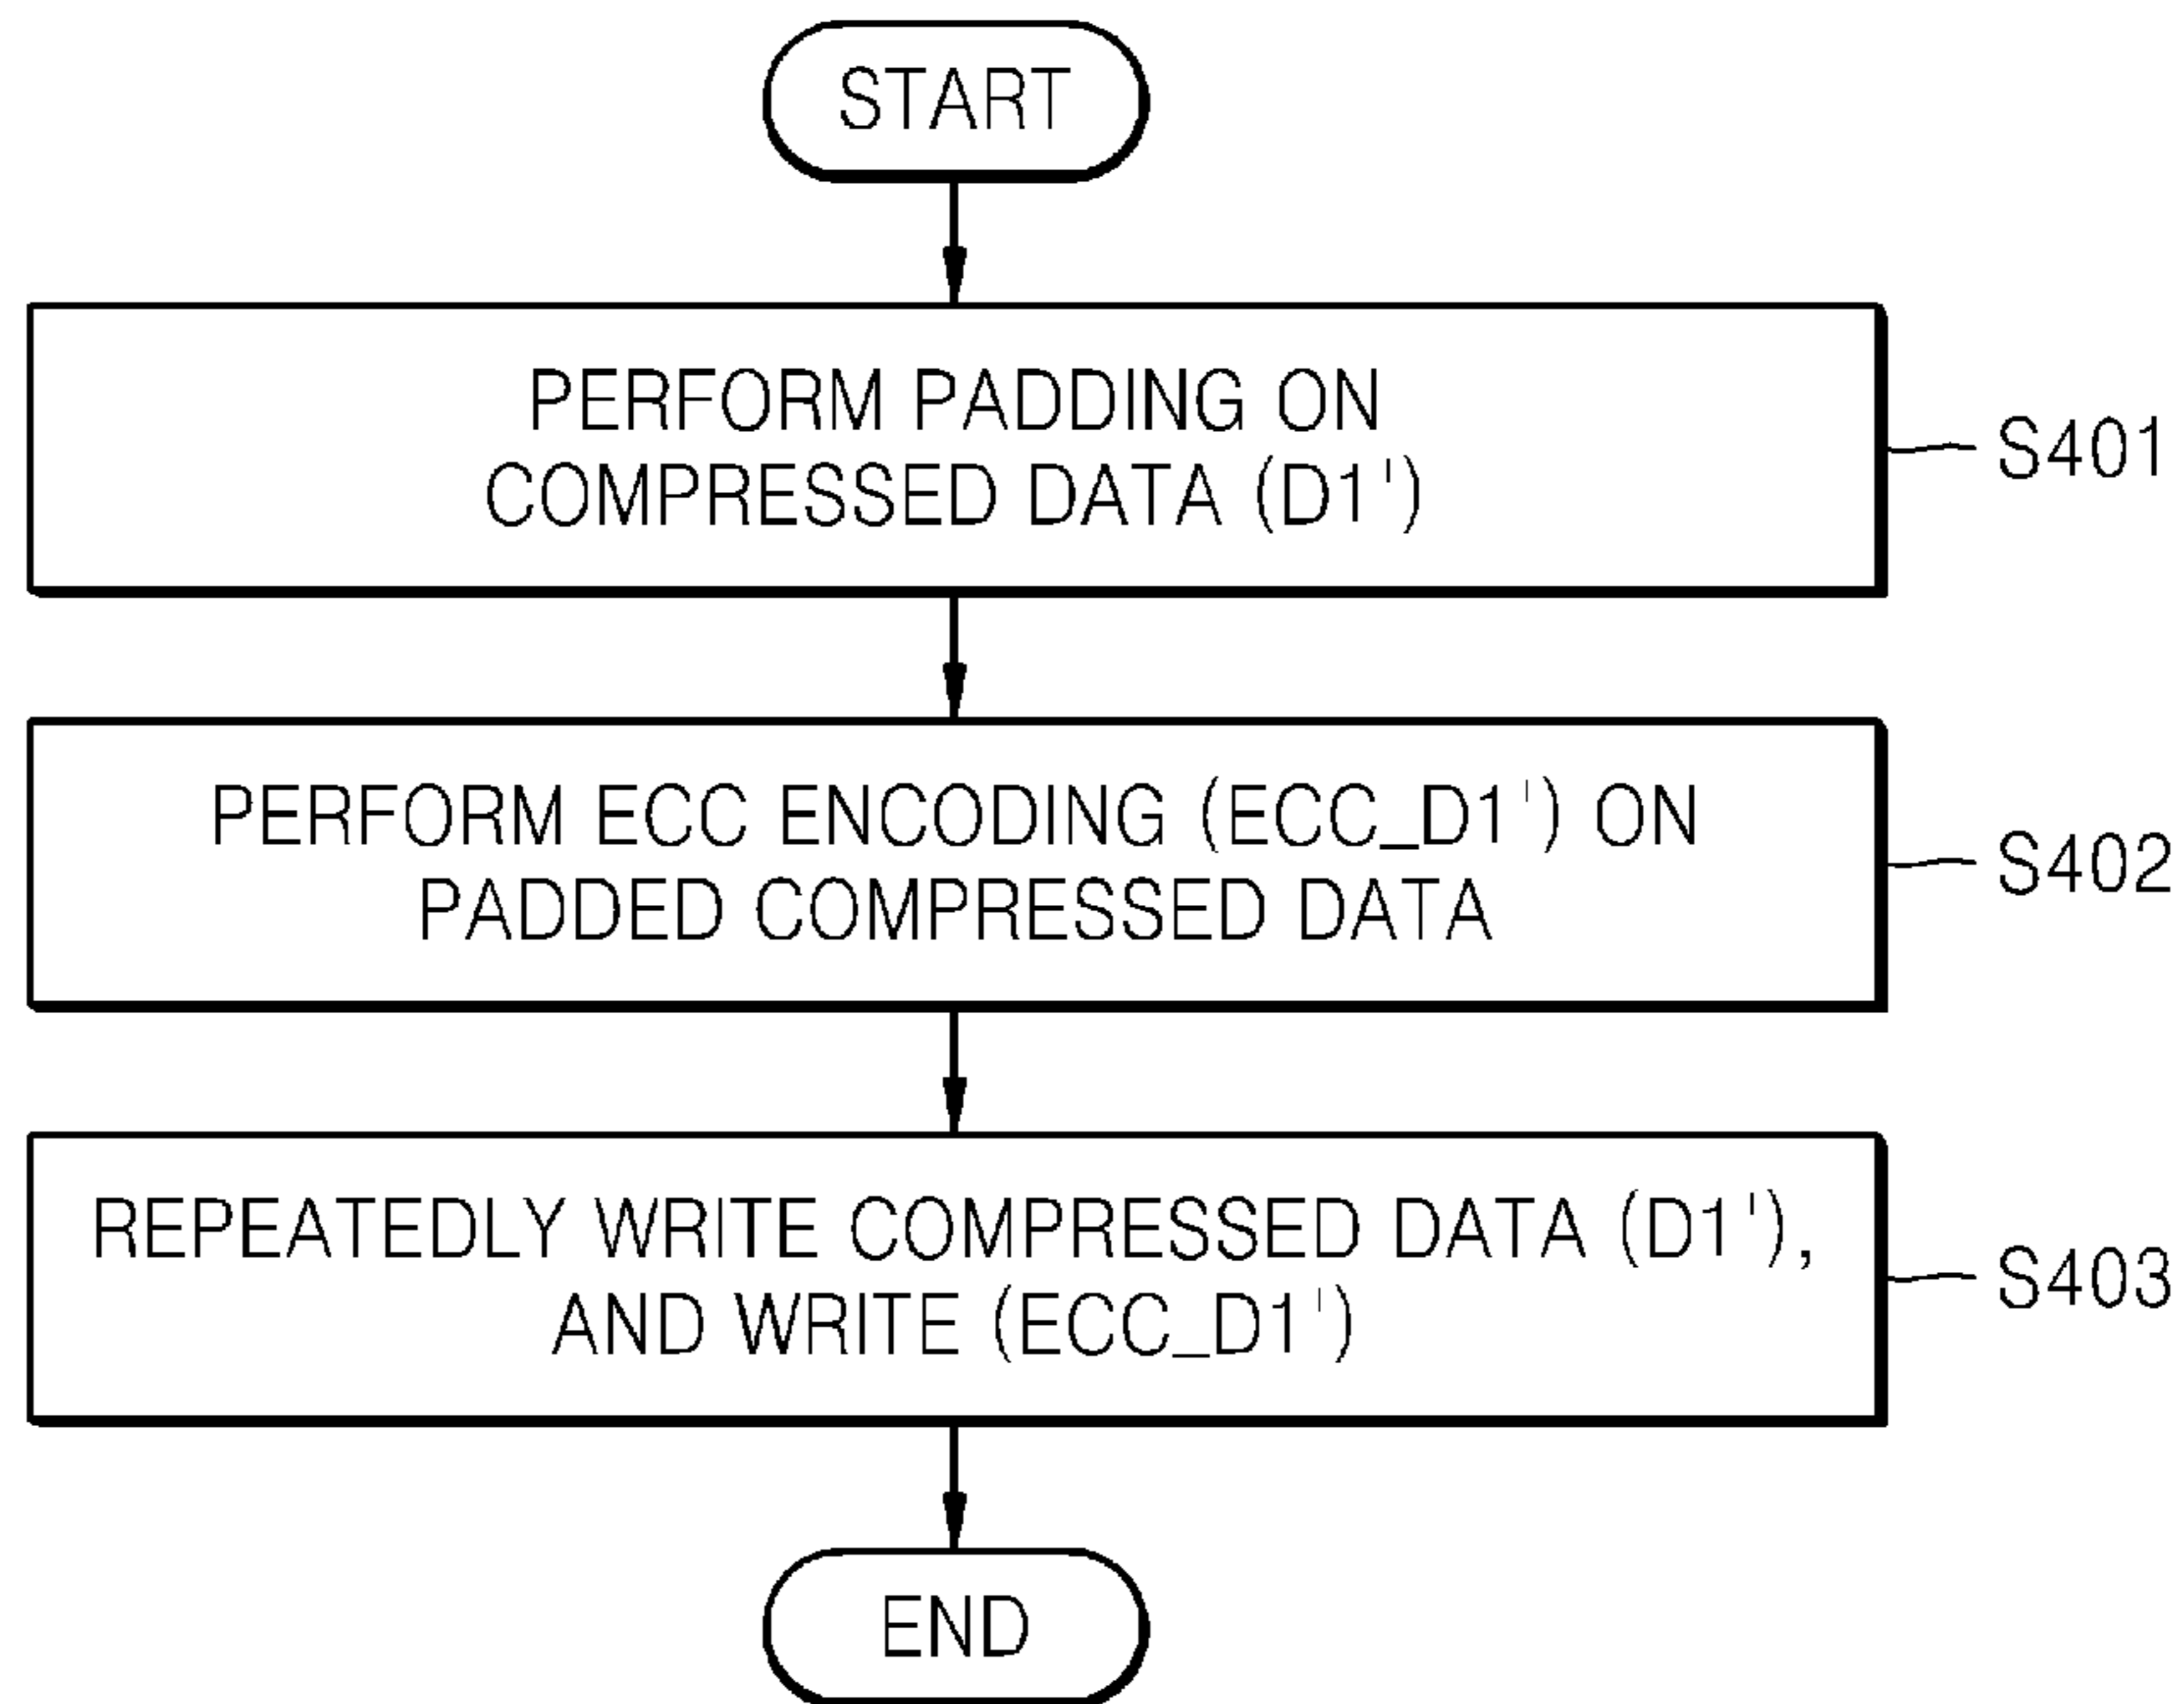 START
PERFORM PADDING ON
COMPRESSED DATA (D1')
S401
PERFORM ECC ENCODING (ECC_D1') ON
PADDED COMPRESSED DATA
S402
REPEATEDLY WRITE COMPRESSED DATA (D1'),
AND WRITE (ECC_D1')
S403
END